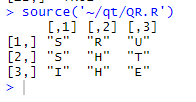 > source('~/qt/QR.R')
     [,1] [,2] [,3]
[1,] "S"  "R"  "U"
[2,] "S"  "H"  "T"
[3,] "I"  "H"  "E"
>